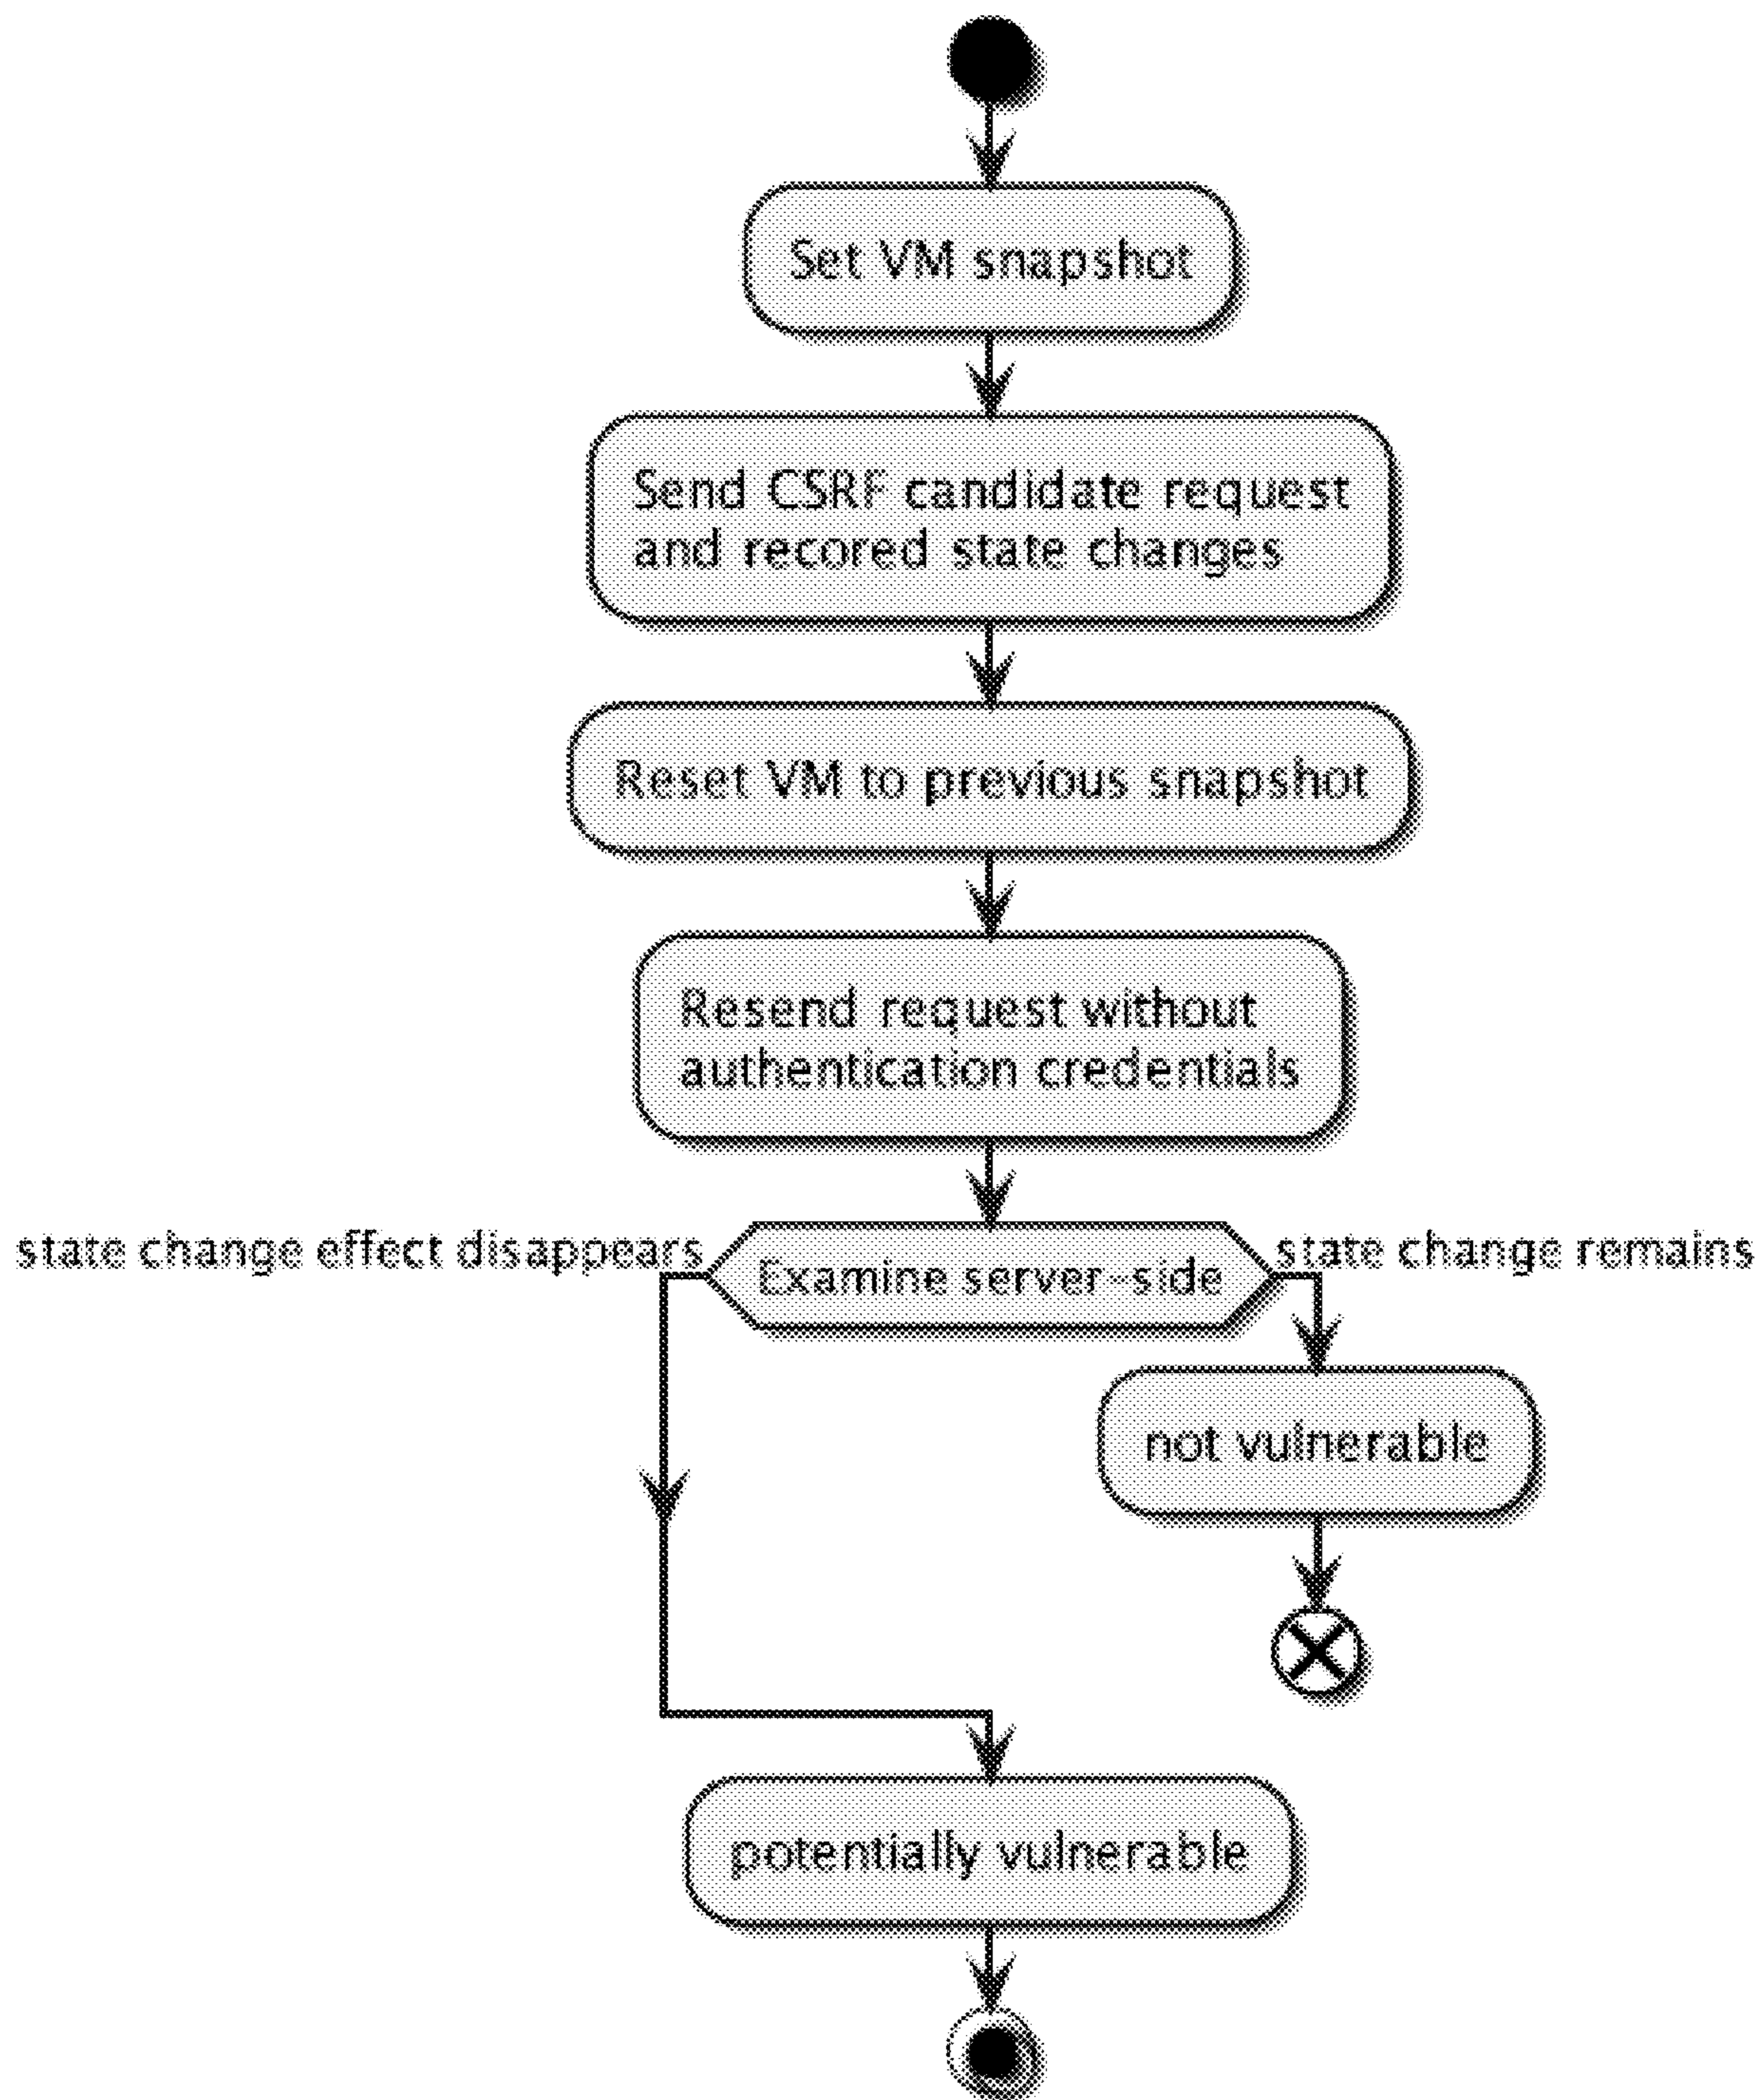 Set VM snapshot
Send CSRF candidate request
and recored state changes
Reset VM to previous snapshot
Resend request without
authentication credentials
state change effect disappears
Examine server-side
state change remains
not vulnerable
potentially vulnerable